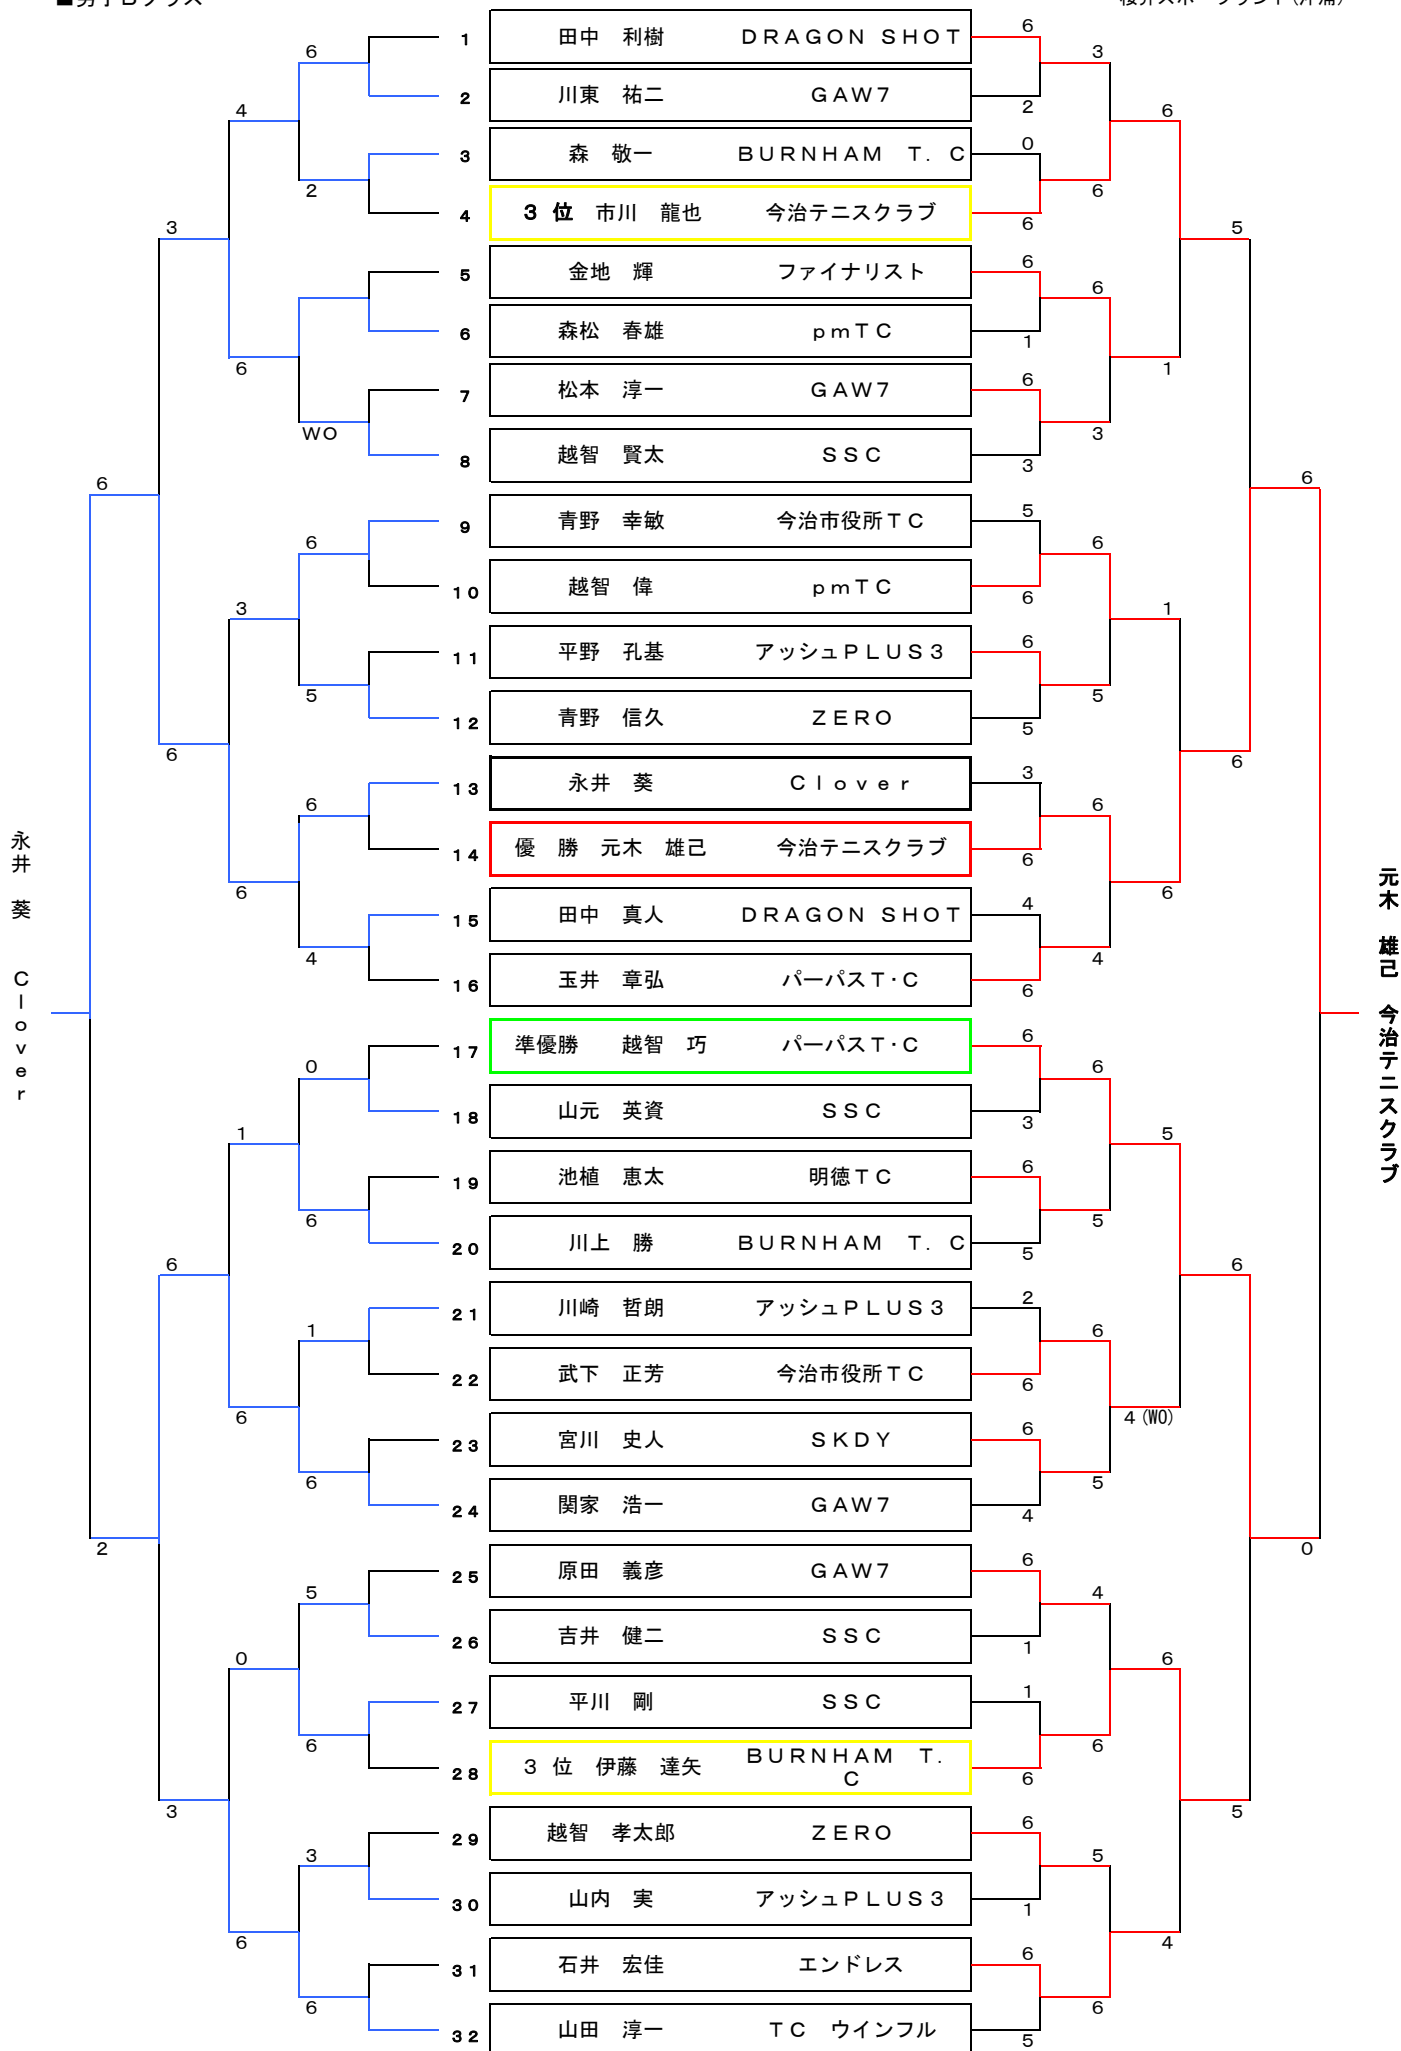 ■男子Bクラス
1 田中 利樹 DRAGON SHOT 6
2 川東 祐二 GAW7 2
3 森 敬一 BURNHAM T. C 0
4 3 位 市川 龍也 今治テニスクラブ 6
5 金地 輝 ファイナリスト 6
6 森松 春雄 pmTC 1
7 松本 淳一 GAW7 6
8 越智 賢太 SSC 3
9 青野 幸敏 今治市役所TC 5
10 越智 偉 pmTC 6
11 平野 孔基 アッシュPLUS3 6
12 青野 信久 ZERO 5
13 永井 葵 Clover 3
14 優 勝 元木 雄己 今治テニスクラブ 6
15 田中 真人 DRAGON SHOT 4
16 玉井 章弘 パーパスT・C 6
17 準優勝 越智 巧 パーパスT・C 6
18 山元 英資 SSC 3
19 池植 恵太 明徳TC 6
20 川上 勝 BURNHAM T. C 5
21 川崎 哲朗 アッシュPLUS3 2
22 武下 正芳 今治市役所TC 6
23 宮川 史人 SKDY 6
24 関家 浩一 GAW7 4
25 原田 義彦 GAW7 6
26 吉井 健二 SSC 1
27 平川 剛 SSC 1
28 3 位 伊藤 達矢 BURNHAM T.
C 6
29 越智 孝太郎 ZERO 6
30 山内 実 アッシュPLUS3 1
31 石井 宏佳 エンドレス 6
32 山田 淳一 TC ウインフル 5
6
2
WO
6
5
6
4
0
6
1
6
5
6
3
6
4
6
3
6
1
6
0
6
3
6
6
3
6
2
永井 葵 Clover
3
6
6
3
6
5
6
4
6
5
6
5
4
6
5
6
6
1
1
6
5
4(WO)
6
4
5
6
6
5
6
0
元木 雄己 今治テニスクラブ